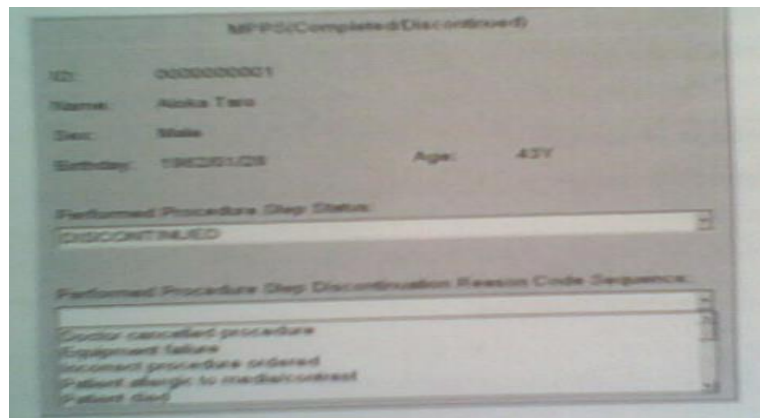 MPPS(Completed/Discontinued)
ID: 0000000001
Name: Aloka Taro
Sex: Male
Birthday: 1962/01/28 Age: 43Y
Performed Procedure Step Status:
DISCONTINUED
Performed Procedure Step Discontinuation Reason Code Sequence:
Doctor cancelled procedure
Equipment failure
Incorrect procedure ordered
Patient allergic to media/contrast
Patient died